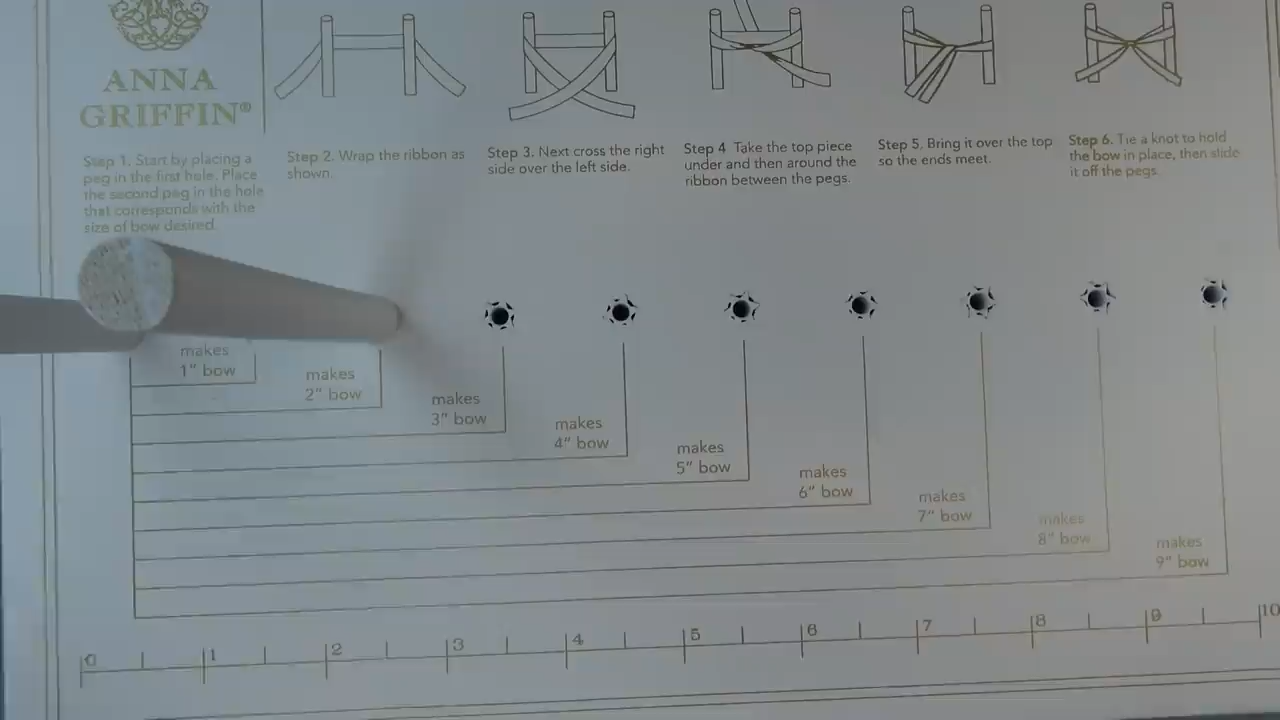 ANNA
GRIFFIN®
Step 1. Start by placing a
peg in the first hole. Place
the second peg in the hole
that corresponds with the
size of bow desired.
Step 2. Wrap the ribbon as
shown.
Step 3. Next cross the right
side over the left side.
Step 4 Take the top piece
under and then around the
ribbon between the pegs.
Step 5. Bring it over the top
so the ends meet.
Step 6. Tie a knot to hold
the bow in place, then slide
it off the pegs.
makes
1" bow
makes
2" bow
makes
3" bow
makes
4" bow
makes
5" bow
makes
6" bow
makes
7" bow
makes
8" bow
makes
9" bow
0 1 2 3 4 5 6 7 8 9 10